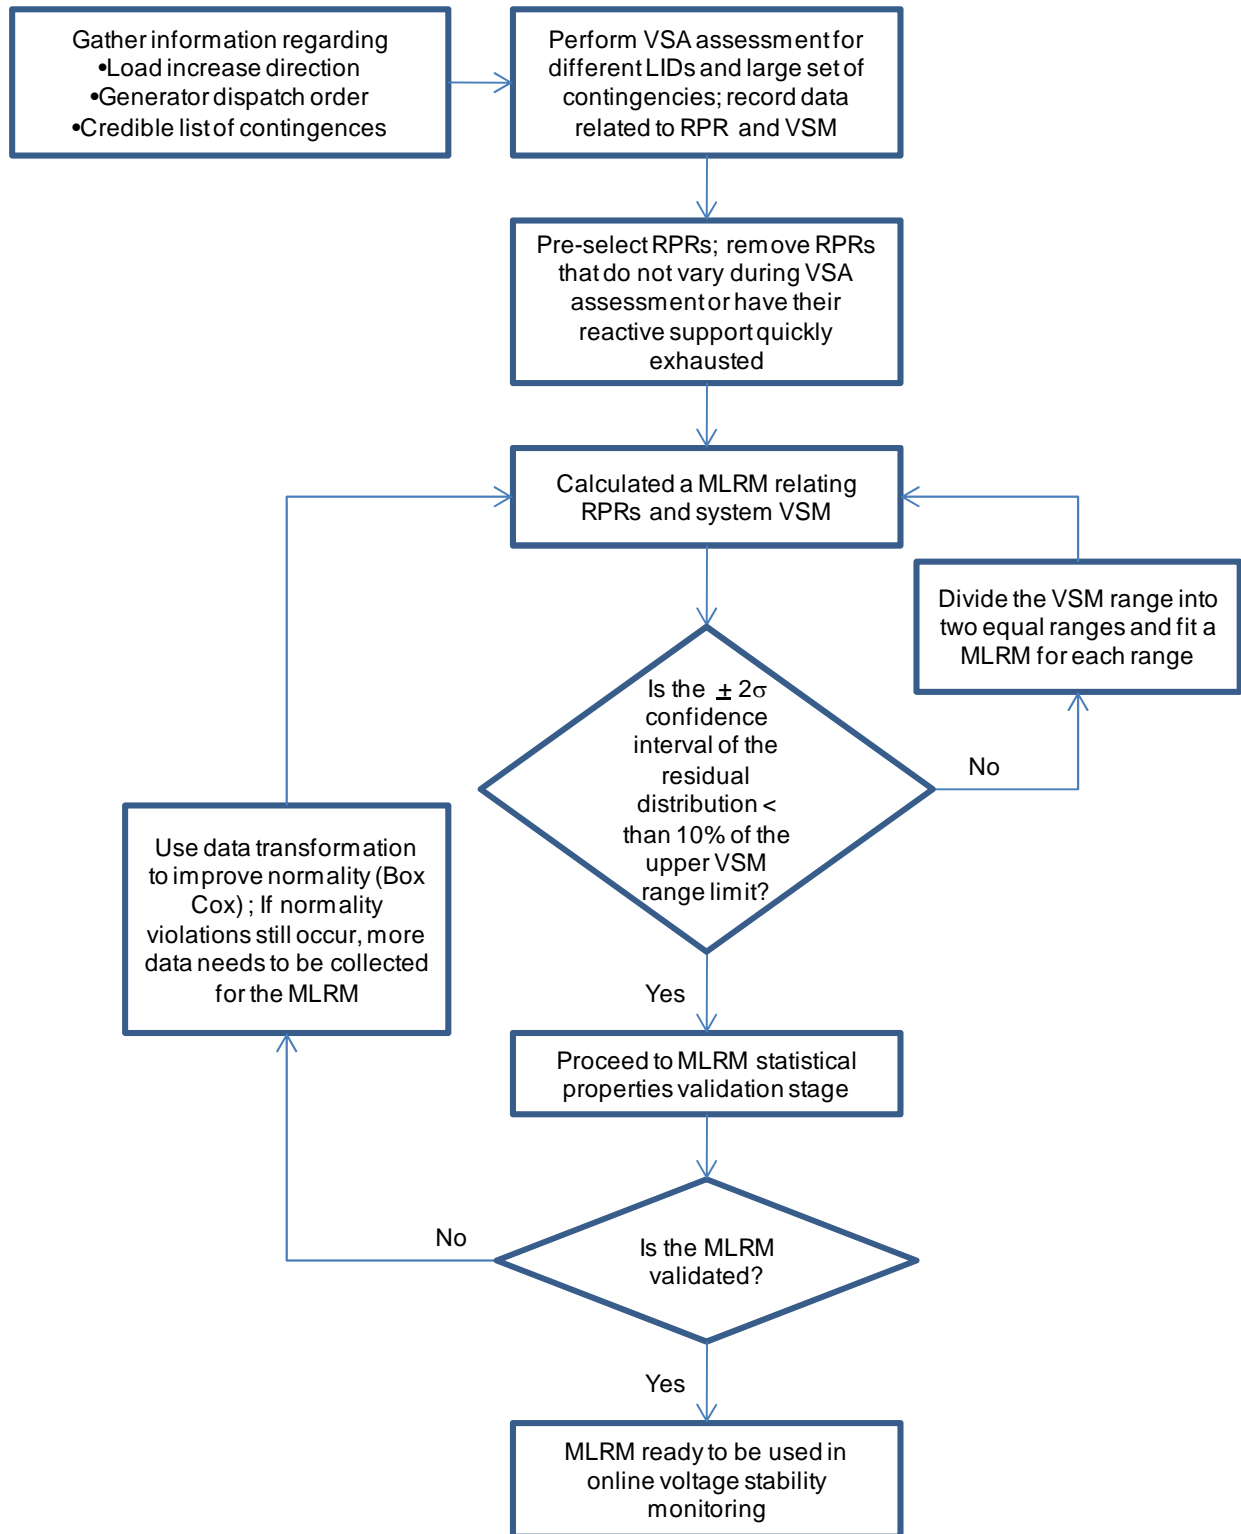 Gather information regarding
•Load increase direction
•Generator dispatch order
•Credible list of contingences
Perform VSA assessment for
different LIDs and large set of
contingencies; record data
related to RPR and VSM
Pre-select RPRs; remove RPRs
that do not vary during VSA
assessment or have their
reactive support quickly
exhausted
Calculated a MLRM relating
RPRs and system VSM
Divide the VSM range into
two equal ranges and fit a
MLRM for each range
Is the ± 2σ
confidence
interval of the
residual
distribution <
than 10% of the
upper VSM
range limit?
No
Use data transformation
to improve normality (Box
Cox) ; If normality
violations still occur, more
data needs to be collected
for the MLRM
Yes
Proceed to MLRM statistical
properties validation stage
No
Is the MLRM
validated?
Yes
MLRM ready to be used in
online voltage stability
monitoring